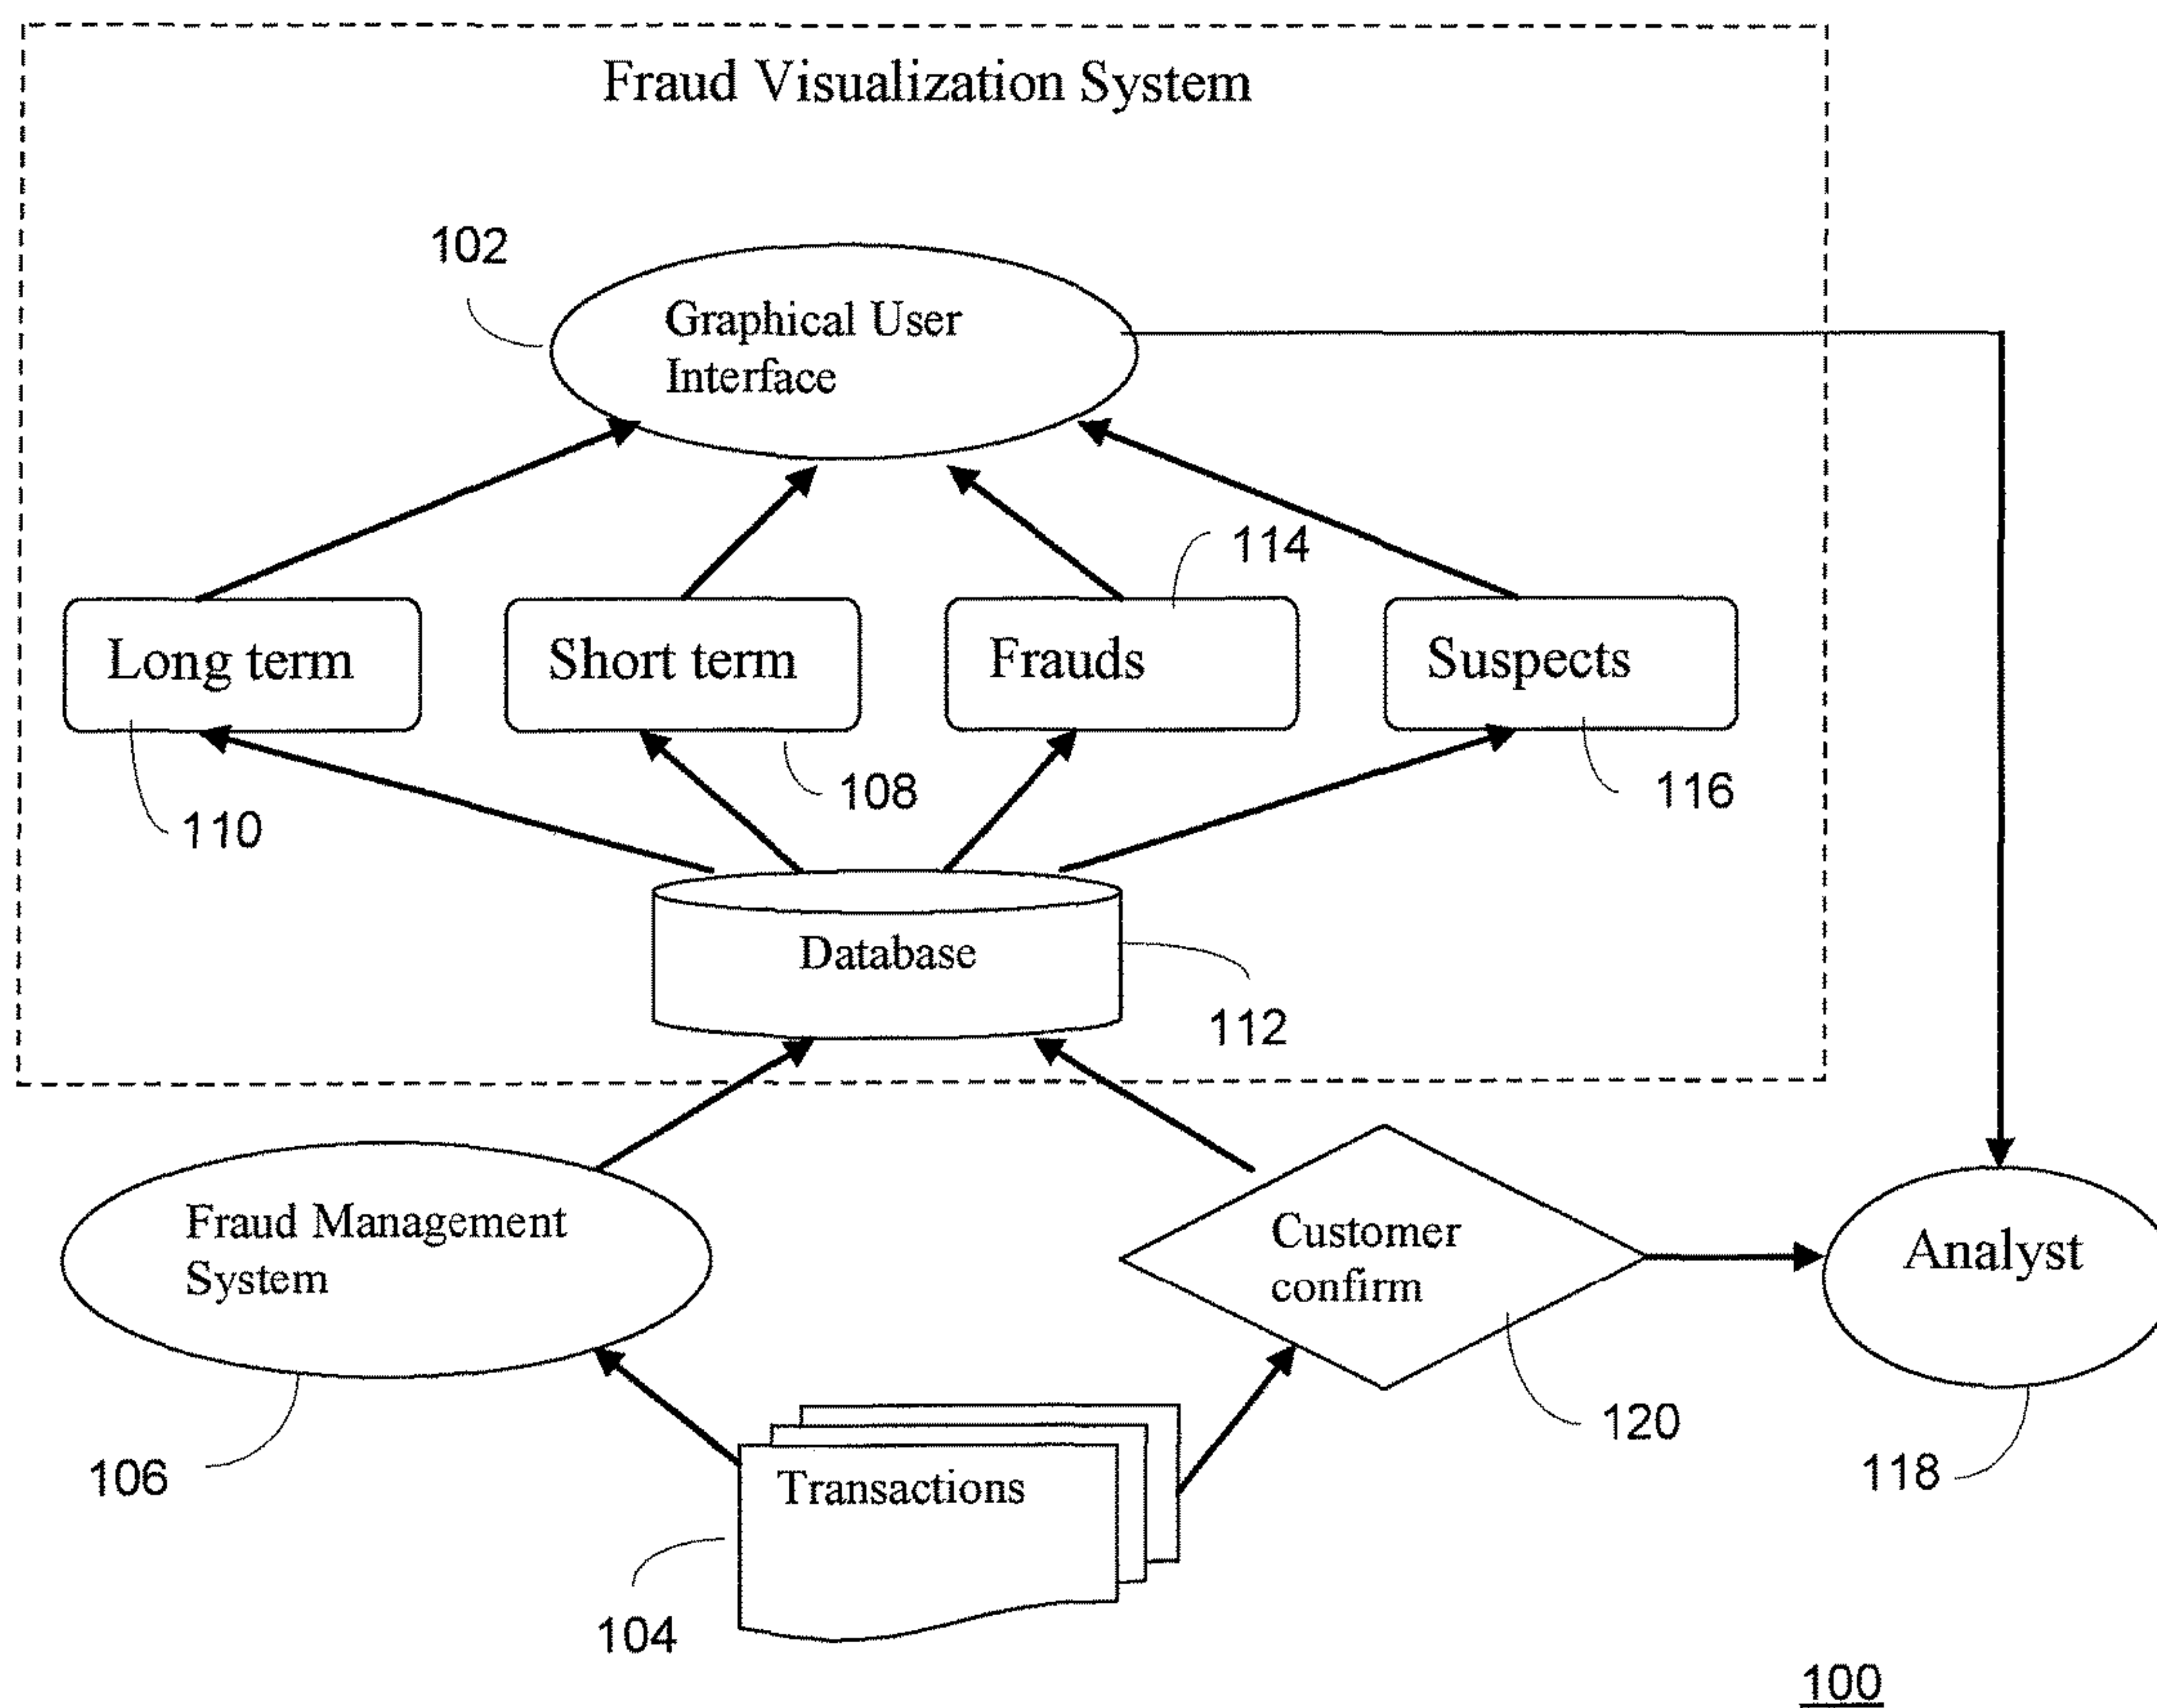 Fraud Visualization System
102
Graphical User
Interface
114
Long term
Short term
Frauds
Suspects
110
108
116
Database
112
Fraud Management
System
Customer
confirm
Analyst
106
Transactions
120
118
104
100